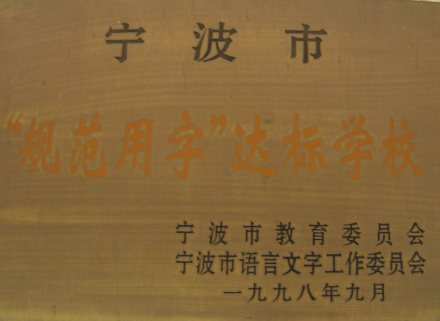 宁波市
“规范用字”达标学校
宁波市教育委员会
宁波市语言文字工作委员会
一九九八年九月